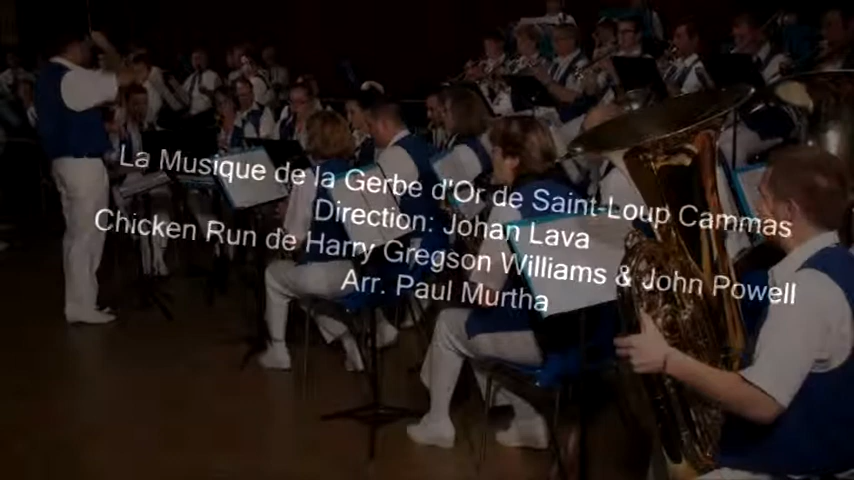 La Musique de la Gerbe d'Or de Saint-Loup Cammas
Direction: Johan Lava
Chicken Run de Harry Gregson Williams & John Powell
Arr. Paul Murtha